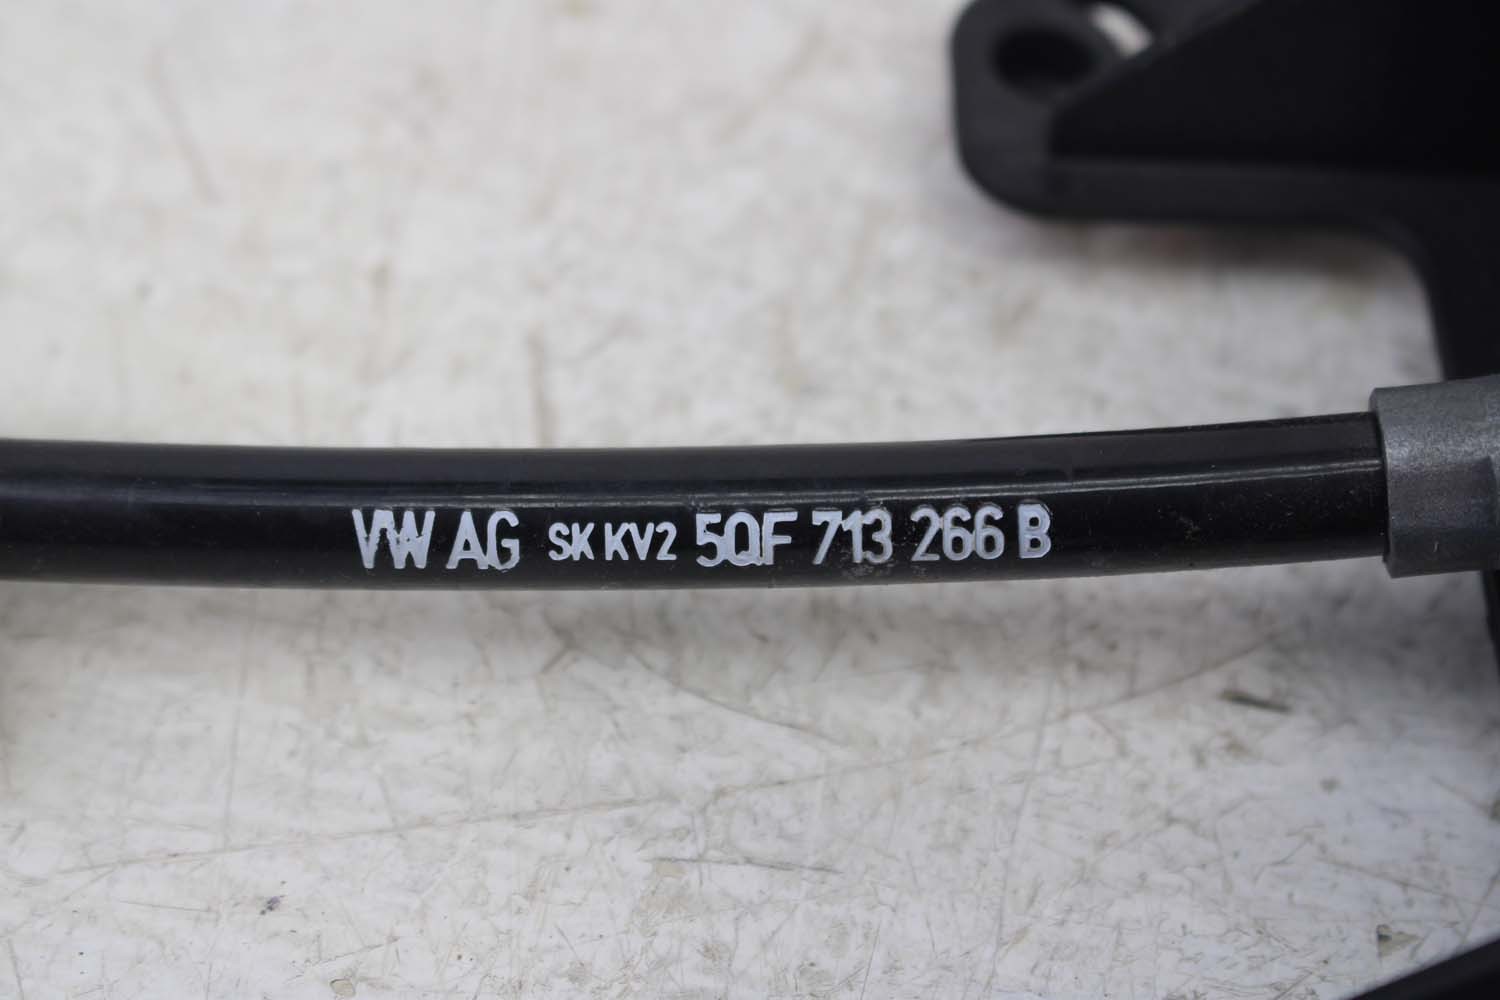 VW AG SK KV2 5QF 713 266 B